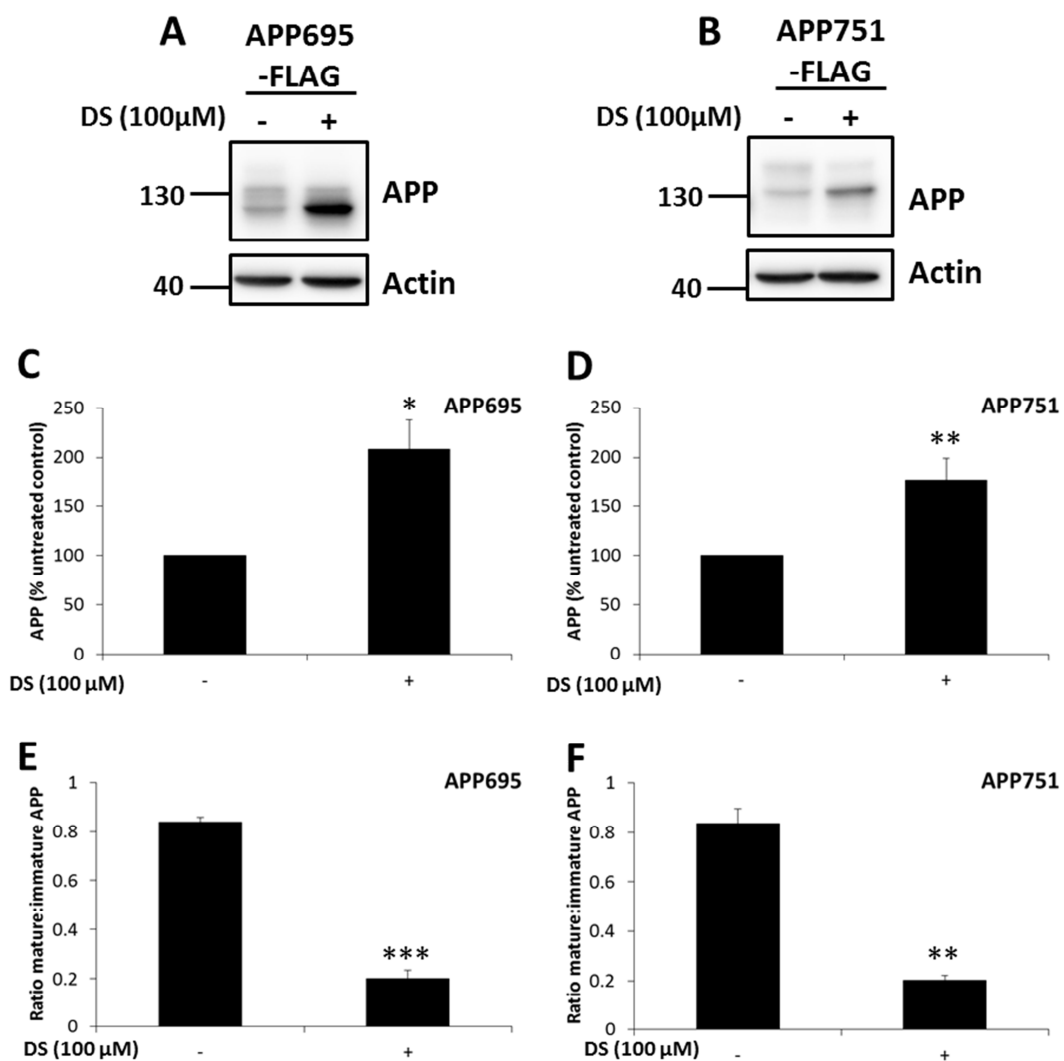 A
APP695
-FLAG
DS (100µM) - +
130
APP
40
Actin
B
APP751
-FLAG
DS (100µM) - +
130
APP
40
Actin
C
APP695
APP (% untreated control)
250
200
150
100
50
0
*
DS (100 µM) - +
D
APP751
APP (% untreated control)
250
200
150
100
50
0
**
DS (100 µM) - +
E
APP695
Ratio mature:immature APP
1
0.8
0.6
0.4
0.2
0
***
DS (100 µM) - +
F
APP751
Ratio mature:immature APP
1
0.8
0.6
0.4
0.2
0
**
DS (100 µM) - +